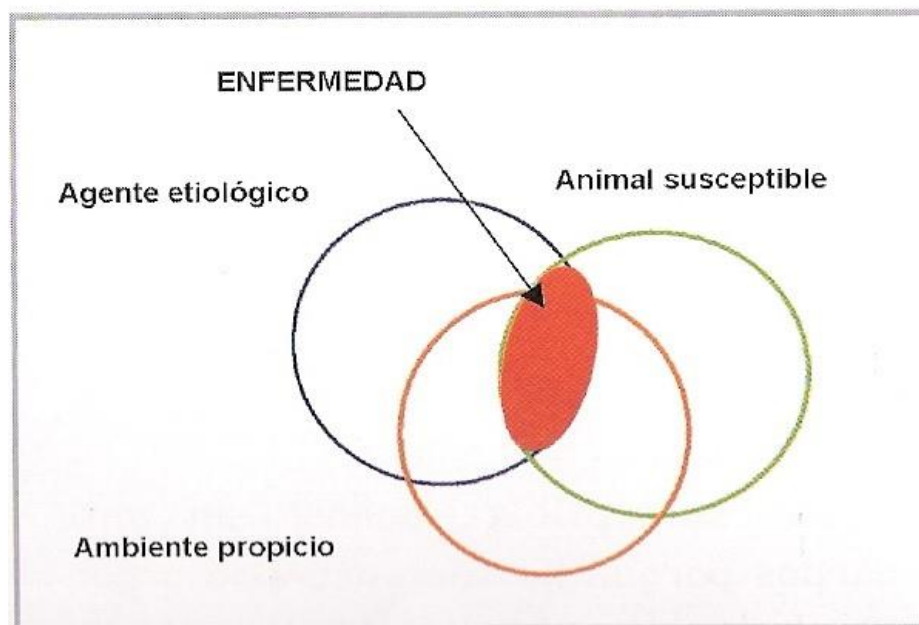 ENFERMEDAD
Agente etiológico
Animal susceptible
Ambiente propicio